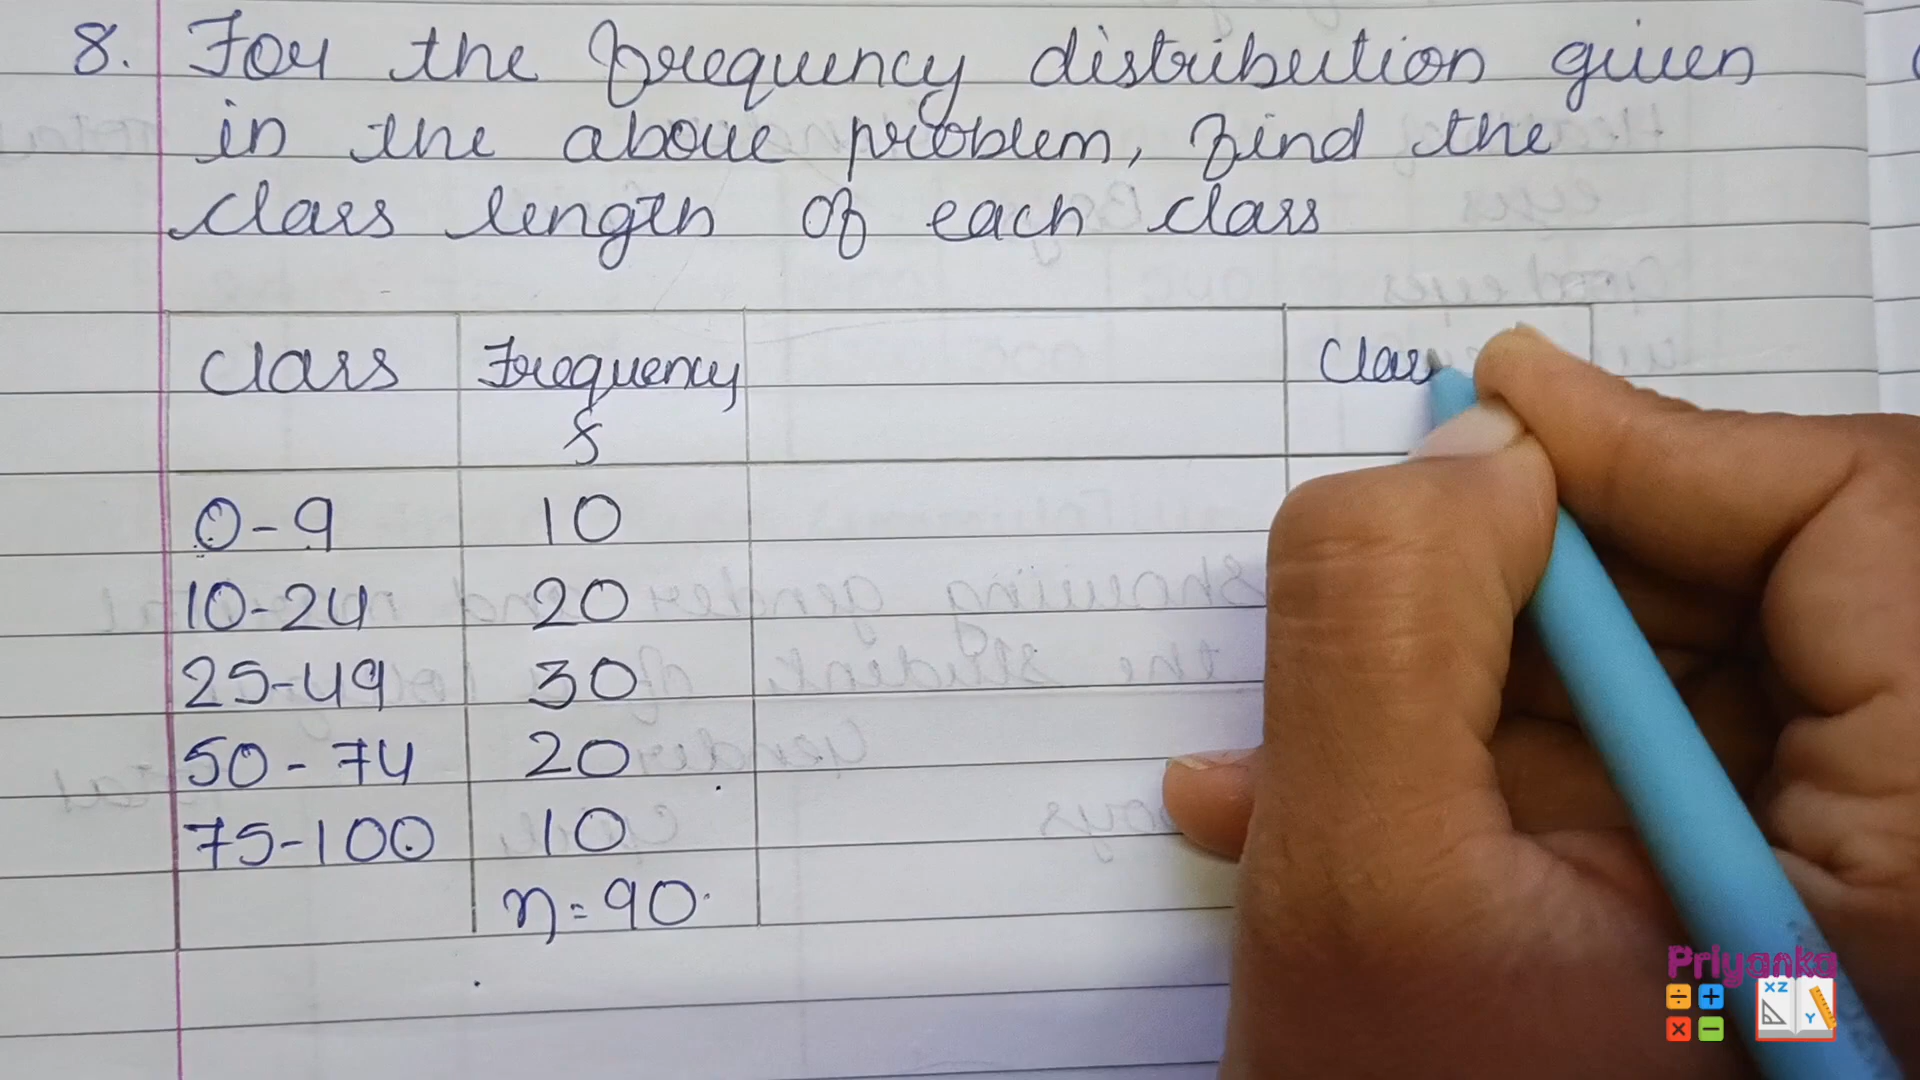 8. For the frequency distribution given
in the above problem, find the
class length of each class
Class Frequency Clas
f
0-9 10
10-24 20
25-49 30
50-74 20
75-100 10
n=90.
Priyanka
XZ
Y